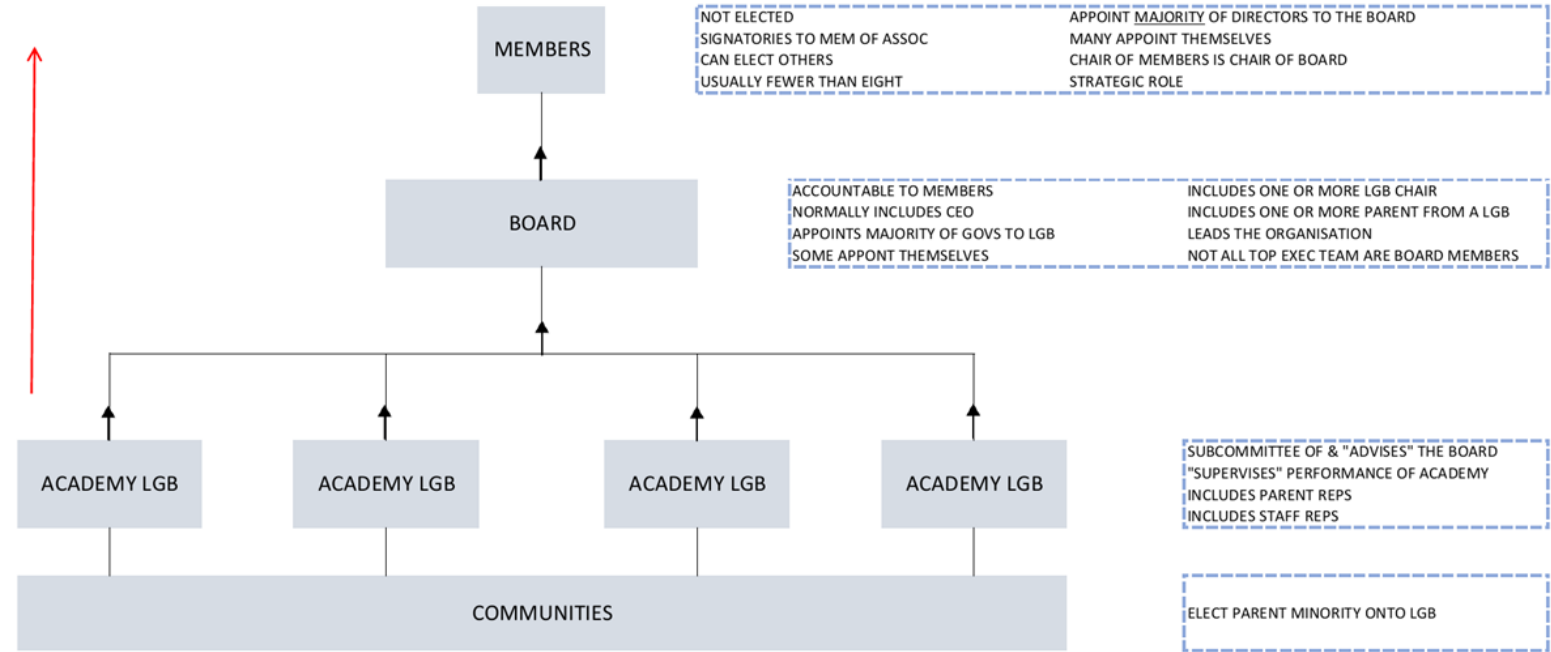 MEMBERS
NOT ELECTED
SIGNATORIES TO MEM OF ASSOC
CAN ELECT OTHERS
USUALLY FEWER THAN EIGHT
APPOINT MAJORITY OF DIRECTORS TO THE BOARD
MANY APPOINT THEMSELVES
CHAIR OF MEMBERS IS CHAIR OF BOARD
STRATEGIC ROLE
BOARD
ACCOUNTABLE TO MEMBERS
NORMALLY INCLUDES CEO
APPOINTS MAJORITY OF GOVS TO LGB
SOME APPONT THEMSELVES
INCLUDES ONE OR MORE LGB CHAIR
INCLUDES ONE OR MORE PARENT FROM A LGB
LEADS THE ORGANISATION
NOT ALL TOP EXEC TEAM ARE BOARD MEMBERS
ACADEMY LGB
ACADEMY LGB
ACADEMY LGB
ACADEMY LGB
SUBCOMMITTEE OF & "ADVISES" THE BOARD
"SUPERVISES" PERFORMANCE OF ACADEMY
INCLUDES PARENT REPS
INCLUDES STAFF REPS
COMMUNITIES
ELECT PARENT MINORITY ONTO LGB